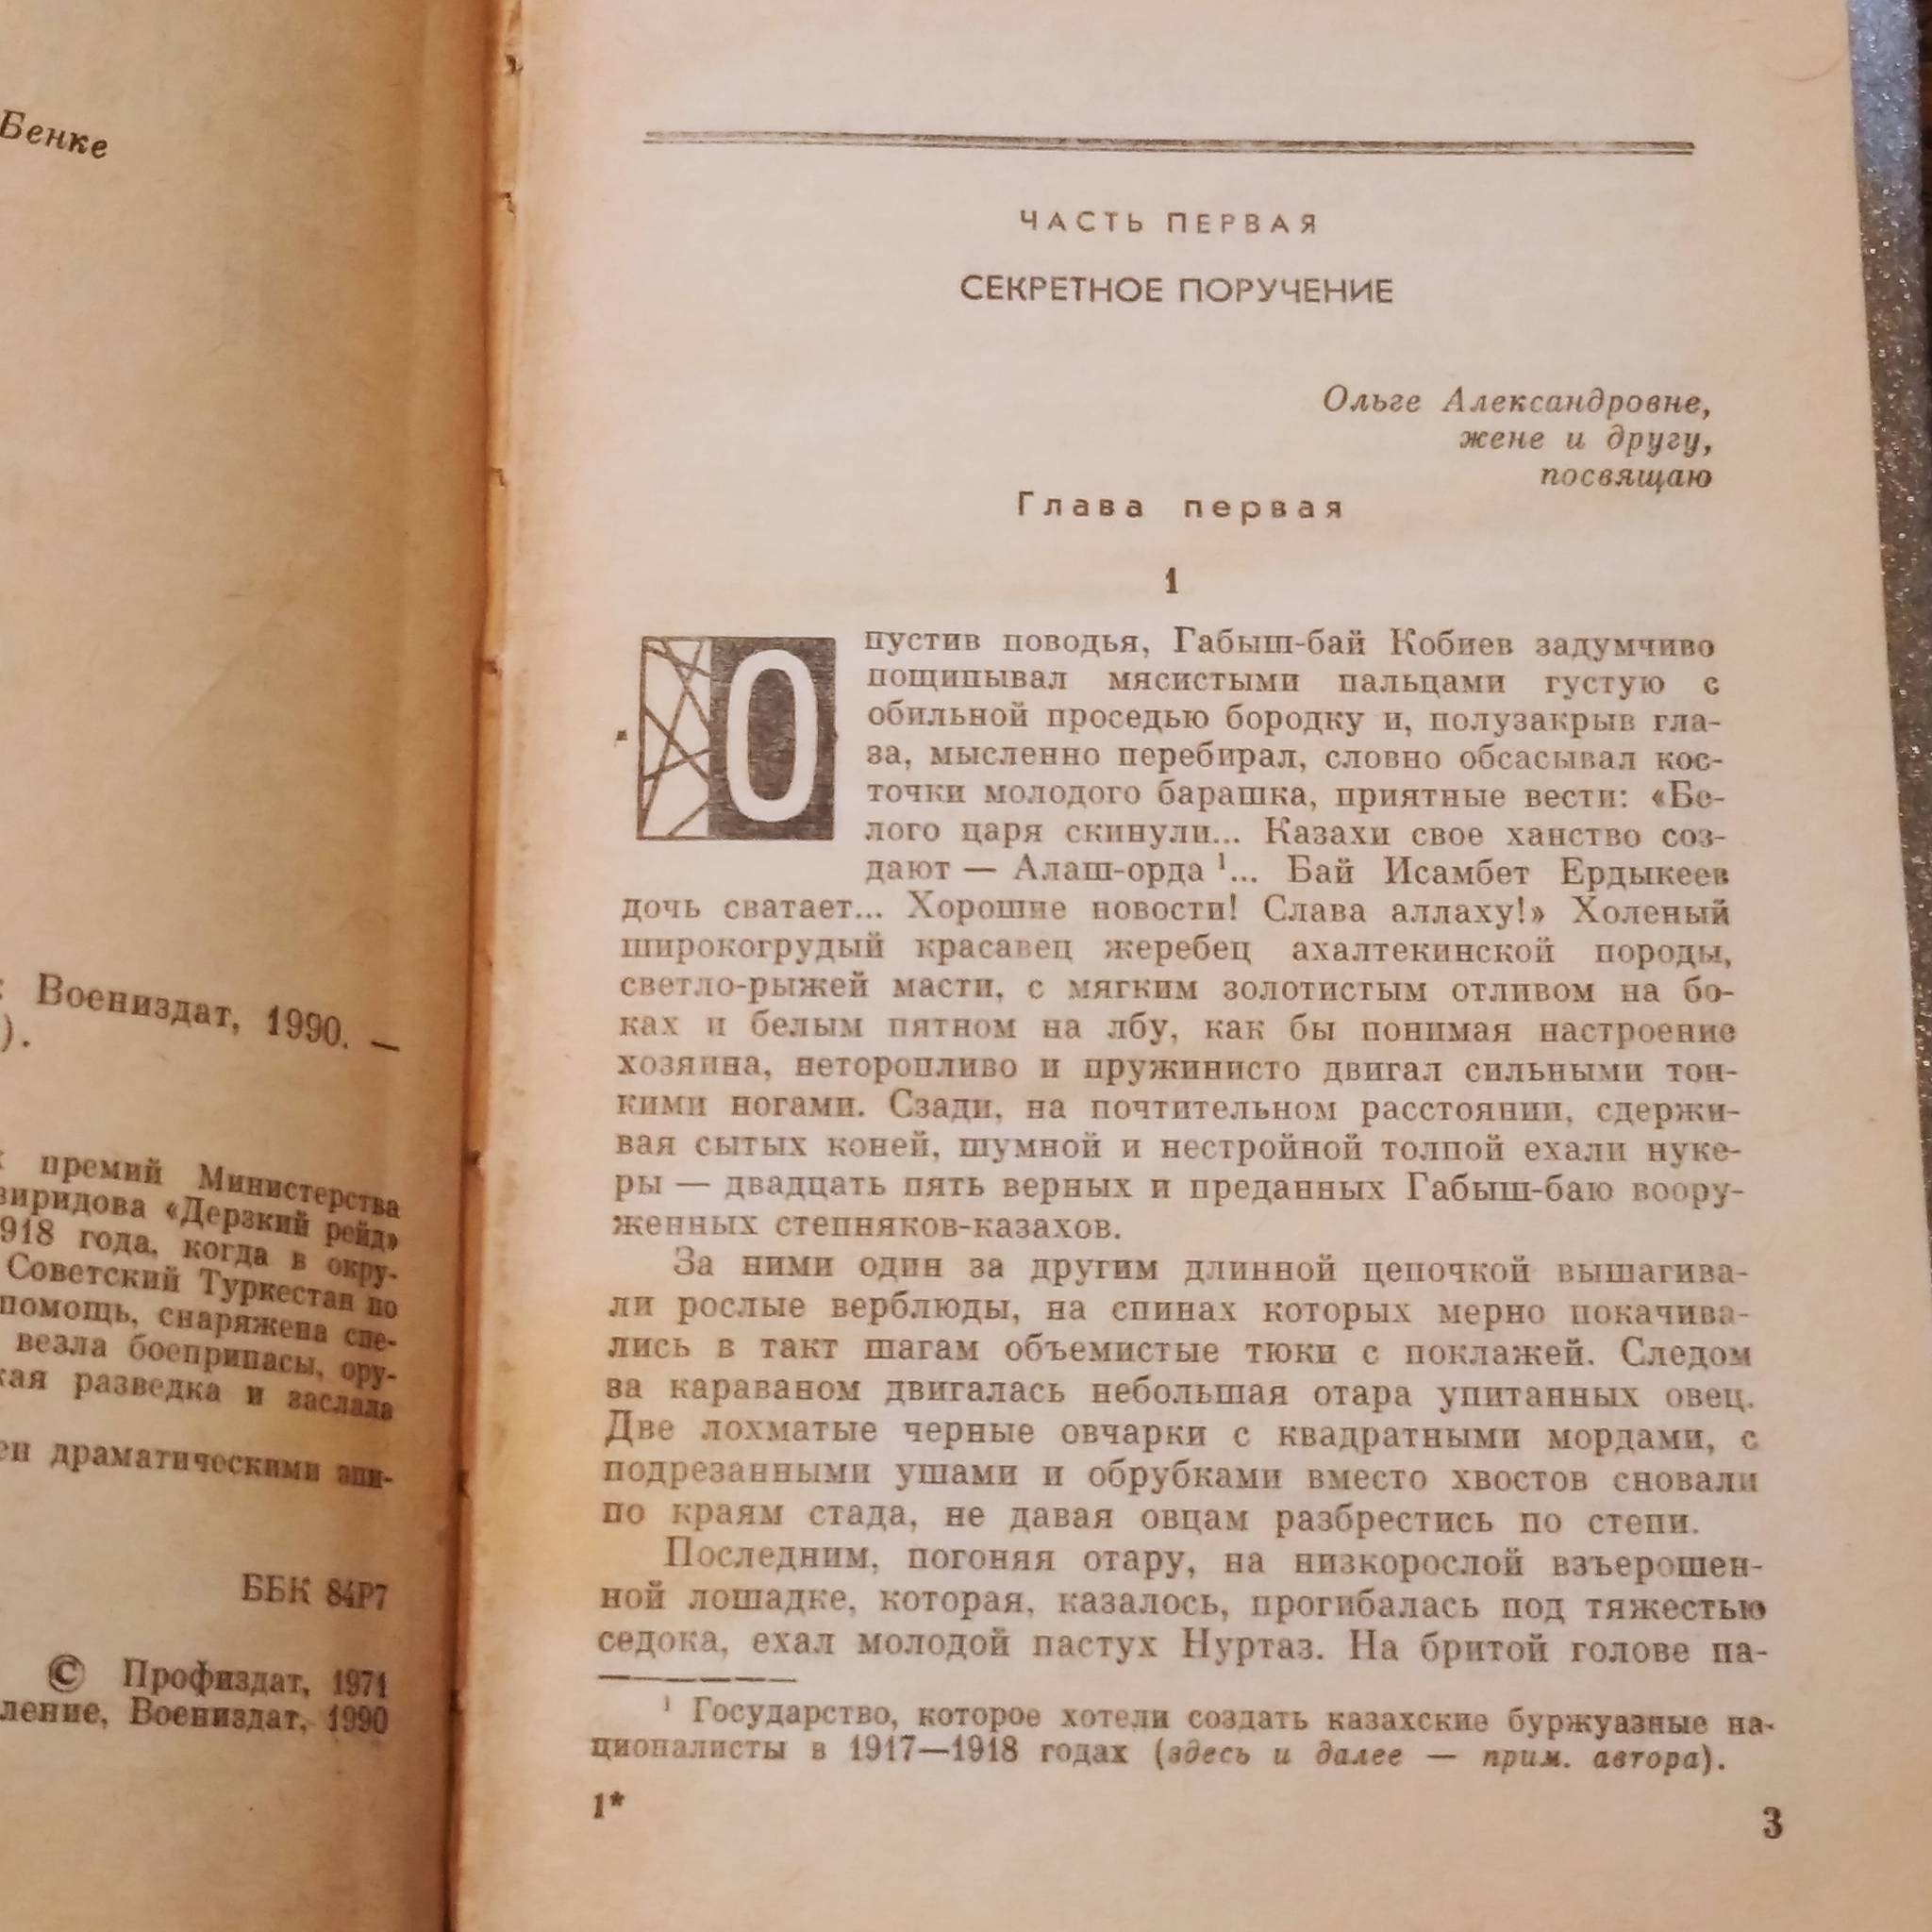 Бенке
Воениздат, 1990. —
).
премий Министерства
виридова «Дерзкий рейд»
918 года, когда в окру-
Советский Туркестан по
помощь, снаряжена спе-
везла боеприпасы, ору-
кая разведка и заслала
ен драматическими эпи-
ББК 84Р7
© Профиздат, 1971
ление, Воениздат, 1990
ЧАСТЬ ПЕРВАЯ
СЕКРЕТНОЕ ПОРУЧЕНИЕ
Ольге Александровне,
жене и другу,
посвящаю
Глава первая
1
Опустив поводья, Габыш-бай Кобиев задумчиво
пощипывал мясистыми пальцами густую с
обильной проседью бородку и, полузакрыв гла-
за, мысленно перебирал, словно обсасывал кос-
точки молодого барашка, приятные вести: «Бе-
лого царя скинули... Казахи свое ханство соз-
дают — Алаш-орда ¹... Бай Исамбет Ердыкеев
дочь сватает... Хорошие новости! Слава аллаху!» Холеный
широкогрудый красавец жеребец ахалтекинской породы,
светло-рыжей масти, с мягким золотистым отливом на бо-
ках и белым пятном на лбу, как бы понимая настроение
хозяина, неторопливо и пружинисто двигал сильными тон-
кими ногами. Сзади, на почтительном расстоянии, сдержи-
вая сытых коней, шумной и нестройной толпой ехали нуке-
ры — двадцать пять верных и преданных Габыш-баю воору-
женных степняков-казахов.
За ними один за другим длинной цепочкой вышагива-
ли рослые верблюды, на спинах которых мерно покачива-
лись в такт шагам объемистые тюки с поклажей. Следом
за караваном двигалась небольшая отара упитанных овец.
Две лохматые черные овчарки с квадратными мордами, с
подрезанными ушами и обрубками вместо хвостов сновали
по краям стада, не давая овцам разбрестись по степи.
Последним, погоняя отару, на низкорослой взъерошен-
ной лошадке, которая, казалось, прогибалась под тяжестью
седока, ехал молодой пастух Нуртаз. На бритой голове па-
¹ Государство, которое хотели создать казахские буржуазные на-
ционалисты в 1917—1918 годах (здесь и далее — прим. автора).
1*
3